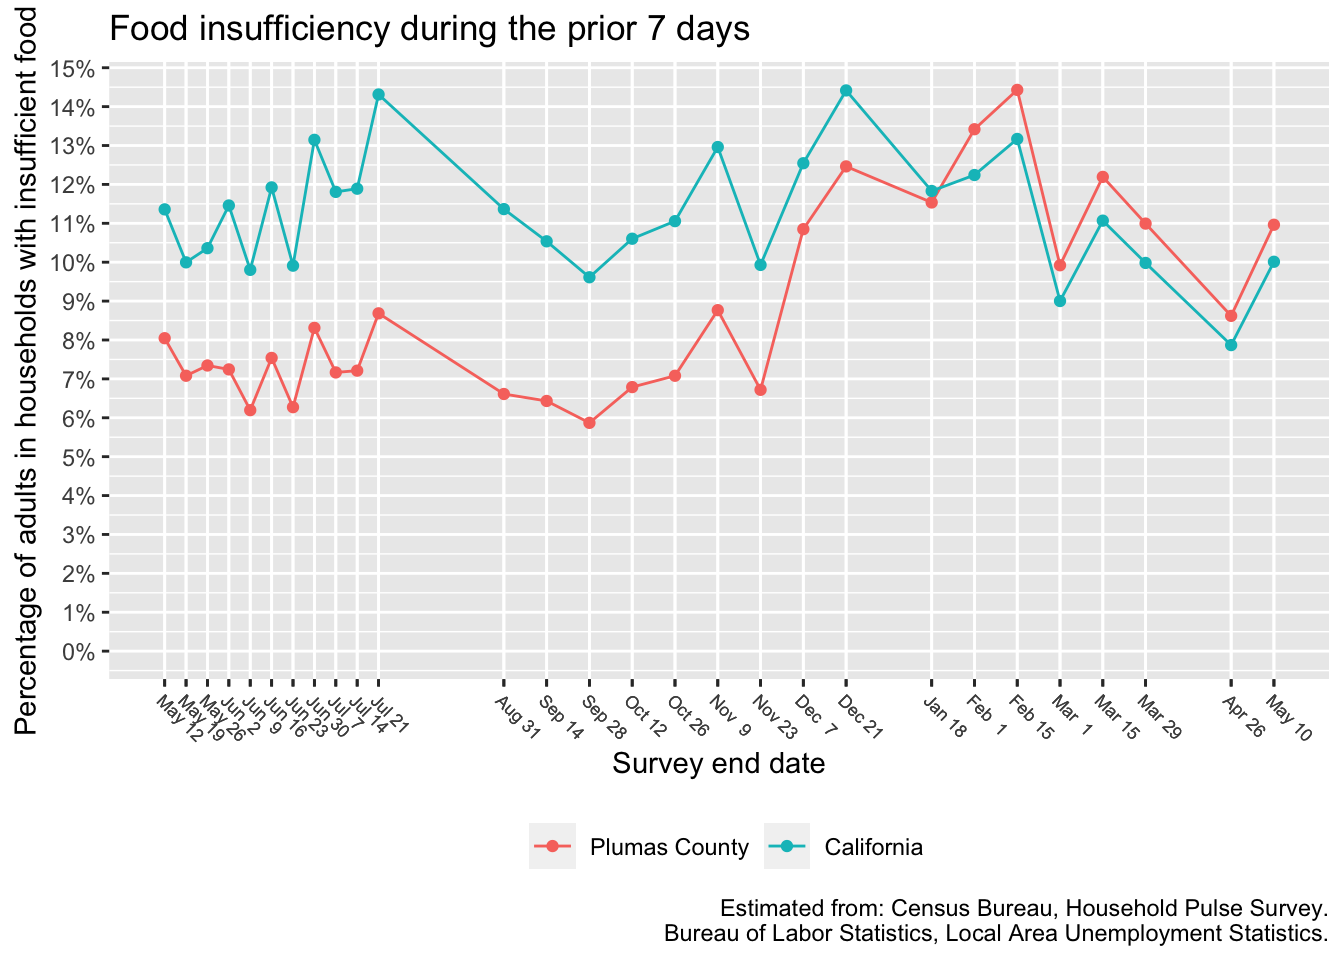 Food insufficiency during the prior 7 days
Percentage of adults in households with insufficient food
15%
14%
13%
12%
11%
10%
9%
8%
7%
6%
5%
4%
3%
2%
1%
0%
May 12
May 19
May 26
Jun 2
Jun 9
Jun 16
Jun 23
Jun 30
Jul 7
Jul 14
Jul 21
Aug 31
Sep 14
Sep 28
Oct 12
Oct 26
Nov 9
Nov 23
Dec 7
Dec 21
Jan 18
Feb 1
Feb 15
Mar 1
Mar 15
Mar 29
Apr 26
May 10
Survey end date
Plumas County
California
Estimated from: Census Bureau, Household Pulse Survey.
Bureau of Labor Statistics, Local Area Unemployment Statistics.